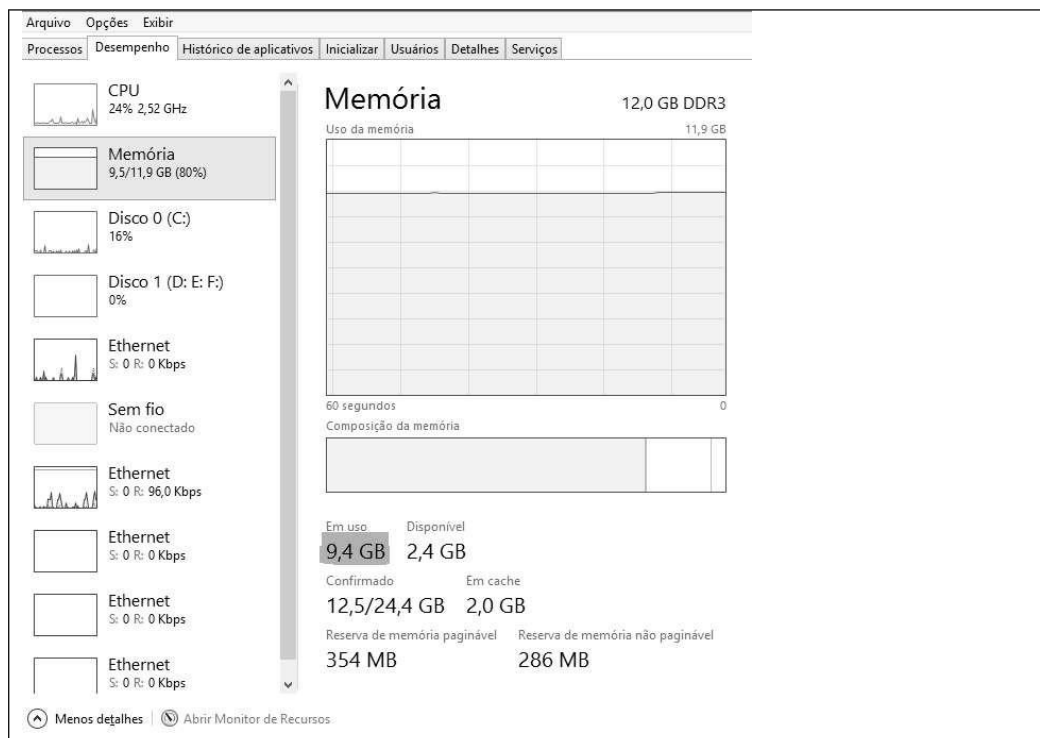 Arquivo Opções Exibir
Processos Desempenho Histórico de aplicativos Inicializar Usuários Detalhes Serviços
CPU
24% 2,52 GHz
Memória
9,5/11,9 GB (80%)
Disco 0 (C:)
16%
Disco 1 (D: E: F:)
0%
Ethernet
S: 0 R: 0 Kbps
Sem fio
Não conectado
Ethernet
S: 0 R: 96,0 Kbps
Ethernet
S: 0 R: 0 Kbps
Ethernet
S: 0 R: 0 Kbps
Ethernet
S: 0 R: 0 Kbps
Memória 12,0 GB DDR3
Uso da memória 11,9 GB
60 segundos 0
Composição da memória
Em uso Disponível
9,4 GB 2,4 GB
Confirmado Em cache
12,5/24,4 GB 2,0 GB
Reserva de memória paginável Reserva de memória não paginável
354 MB 286 MB
Menos detalhes Abrir Monitor de Recursos